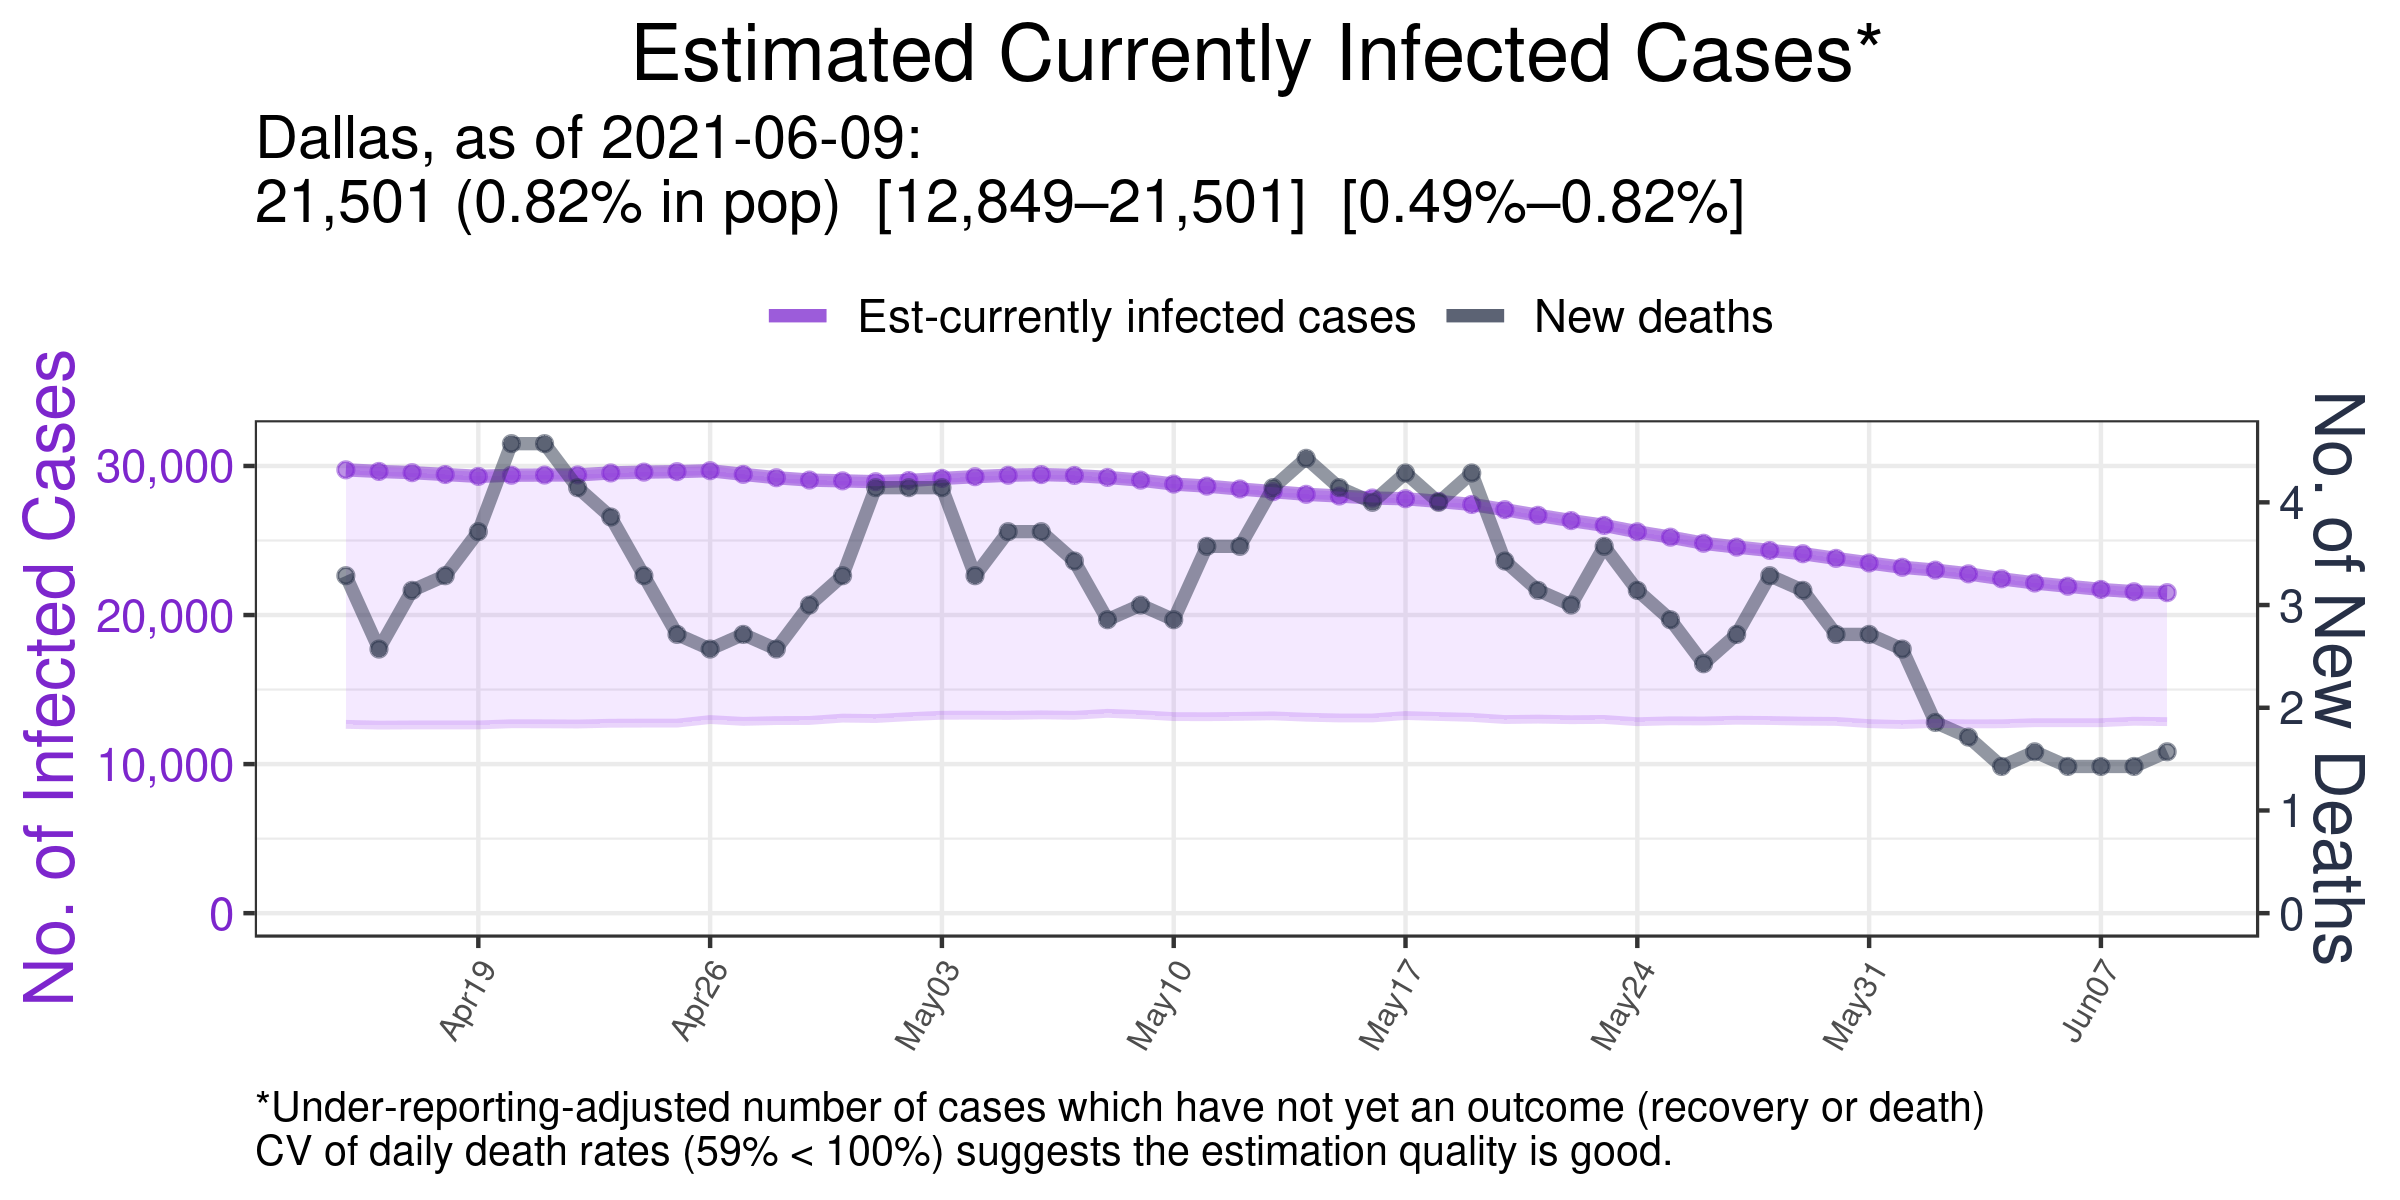 Estimated Currently Infected Cases*
Dallas, as of 2021-06-09:
21,501 (0.82% in pop)  [12,849–21,501]  [0.49%–0.82%]
Est-currently infected cases
New deaths
No. of Infected Cases
30,000
20,000
10,000
0
No. of New Deaths
4
3
2
1
0
Apr19
Apr26
May03
May10
May17
May24
May31
Jun07
*Under-reporting-adjusted number of cases which have not yet an outcome (recovery or death)
CV of daily death rates (59% < 100%) suggests the estimation quality is good.